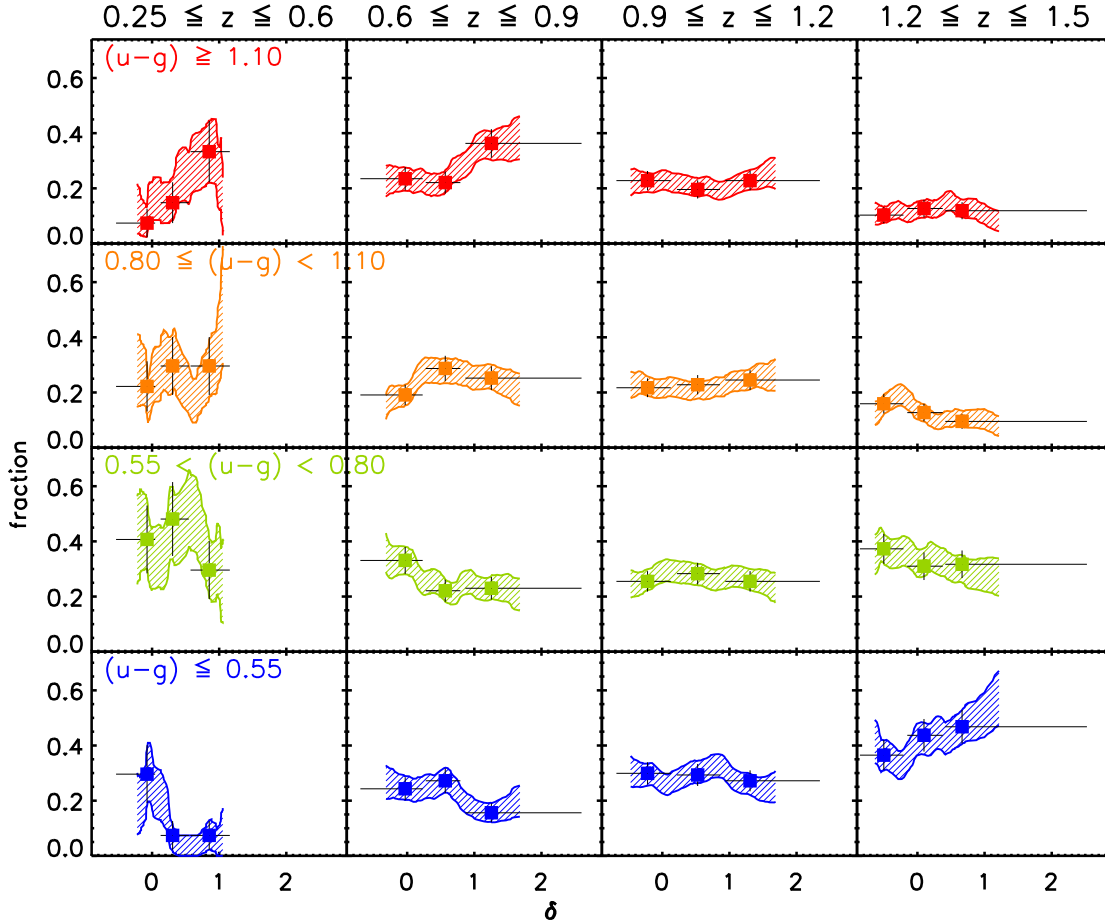 0.25 ≦ z ≦ 0.6
0.6 ≦ z ≦ 0.9
0.9 ≦ z ≦ 1.2
1.2 ≦ z ≦ 1.5
(u-g) ≧ 1.10
0.6
0.4
0.2
0.0
0.80 ≦ (u-g) < 1.10
0.6
0.4
0.2
0.0
0.55 < (u-g) < 0.80
0.6
0.4
0.2
0.0
(u-g) ≦ 0.55
0.6
0.4
0.2
0.0
fraction
0 1 2 0 1 2 0 1 2 0 1 2
δ